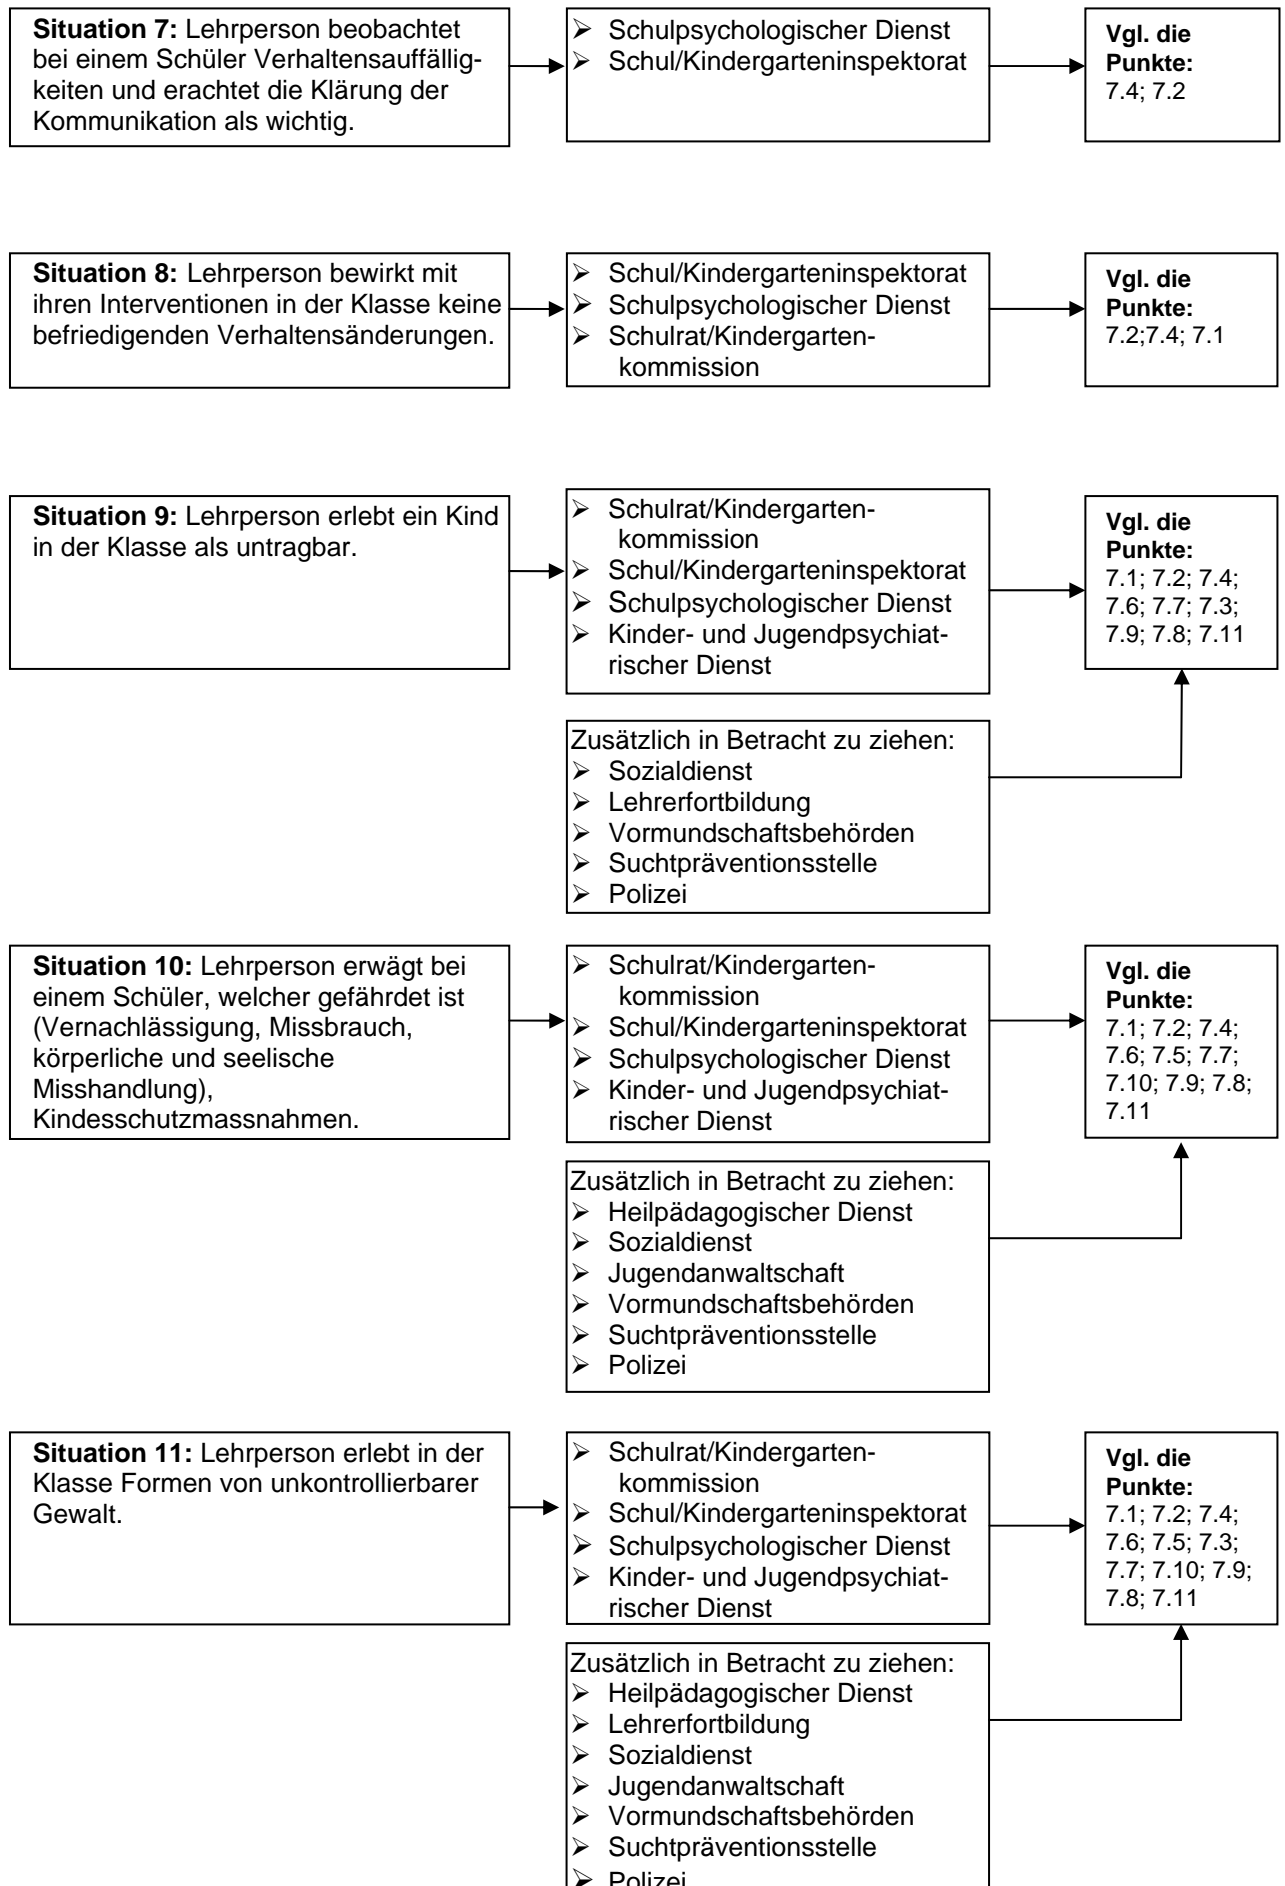 Situation 7: Lehrperson beobachtet
bei einem Schüler Verhaltensauffällig-
keiten und erachtet die Klärung der
Kommunikation als wichtig.
➢ Schulpsychologischer Dienst
➢ Schul/Kindergarteninspektorat
Vgl. die
Punkte:
7.4; 7.2
Situation 8: Lehrperson bewirkt mit
ihren Interventionen in der Klasse keine
befriedigenden Verhaltensänderungen.
➢ Schul/Kindergarteninspektorat
➢ Schulpsychologischer Dienst
➢ Schulrat/Kindergarten-
kommission
Vgl. die
Punkte:
7.2;7.4; 7.1
Situation 9: Lehrperson erlebt ein Kind
in der Klasse als untragbar.
➢ Schulrat/Kindergarten-
kommission
➢ Schul/Kindergarteninspektorat
➢ Schulpsychologischer Dienst
➢ Kinder- und Jugendpsychiat-
rischer Dienst
Vgl. die
Punkte:
7.1; 7.2; 7.4;
7.6; 7.7; 7.3;
7.9; 7.8; 7.11
Zusätzlich in Betracht zu ziehen:
➢ Sozialdienst
➢ Lehrerfortbildung
➢ Vormundschaftsbehörden
➢ Suchtpräventionsstelle
➢ Polizei
Situation 10: Lehrperson erwägt bei
einem Schüler, welcher gefährdet ist
(Vernachlässigung, Missbrauch,
körperliche und seelische
Misshandlung),
Kindesschutzmassnahmen.
➢ Schulrat/Kindergarten-
kommission
➢ Schul/Kindergarteninspektorat
➢ Schulpsychologischer Dienst
➢ Kinder- und Jugendpsychiat-
rischer Dienst
Vgl. die
Punkte:
7.1; 7.2; 7.4;
7.6; 7.5; 7.7;
7.10; 7.9; 7.8;
7.11
Zusätzlich in Betracht zu ziehen:
➢ Heilpädagogischer Dienst
➢ Sozialdienst
➢ Jugendanwaltschaft
➢ Vormundschaftsbehörden
➢ Suchtpräventionsstelle
➢ Polizei
Situation 11: Lehrperson erlebt in der
Klasse Formen von unkontrollierbarer
Gewalt.
➢ Schulrat/Kindergarten-
kommission
➢ Schul/Kindergarteninspektorat
➢ Schulpsychologischer Dienst
➢ Kinder- und Jugendpsychiat-
rischer Dienst
Vgl. die
Punkte:
7.1; 7.2; 7.4;
7.6; 7.5; 7.3;
7.7; 7.10; 7.9;
7.8; 7.11
Zusätzlich in Betracht zu ziehen:
➢ Heilpädagogischer Dienst
➢ Lehrerfortbildung
➢ Sozialdienst
➢ Jugendanwaltschaft
➢ Vormundschaftsbehörden
➢ Suchtpräventionsstelle
➢ Polizei